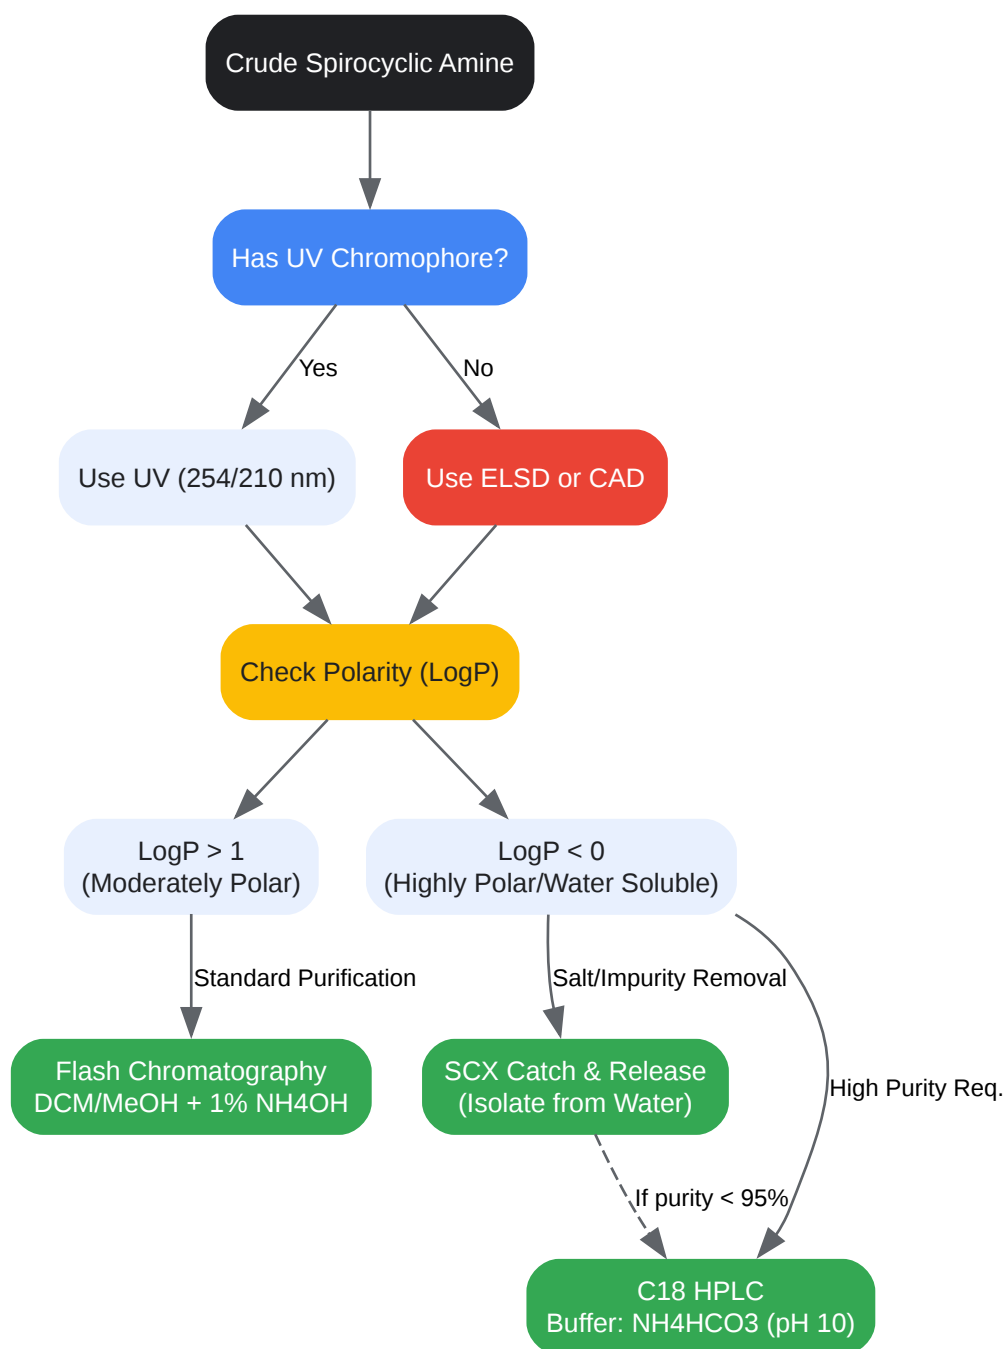 Crude Spirocyclic Amine
Has UV Chromophore?
Yes
No
Use UV (254/210 nm)
Use ELSD or CAD
Check Polarity (LogP)
LogP > 1
(Moderately Polar)
LogP < 0
(Highly Polar/Water Soluble)
Standard Purification
Salt/Impurity Removal
Flash Chromatography
DCM/MeOH + 1% NH4OH
SCX Catch & Release
(Isolate from Water)
High Purity Req.
If purity < 95%
C18 HPLC
Buffer: NH4HCO3 (pH 10)